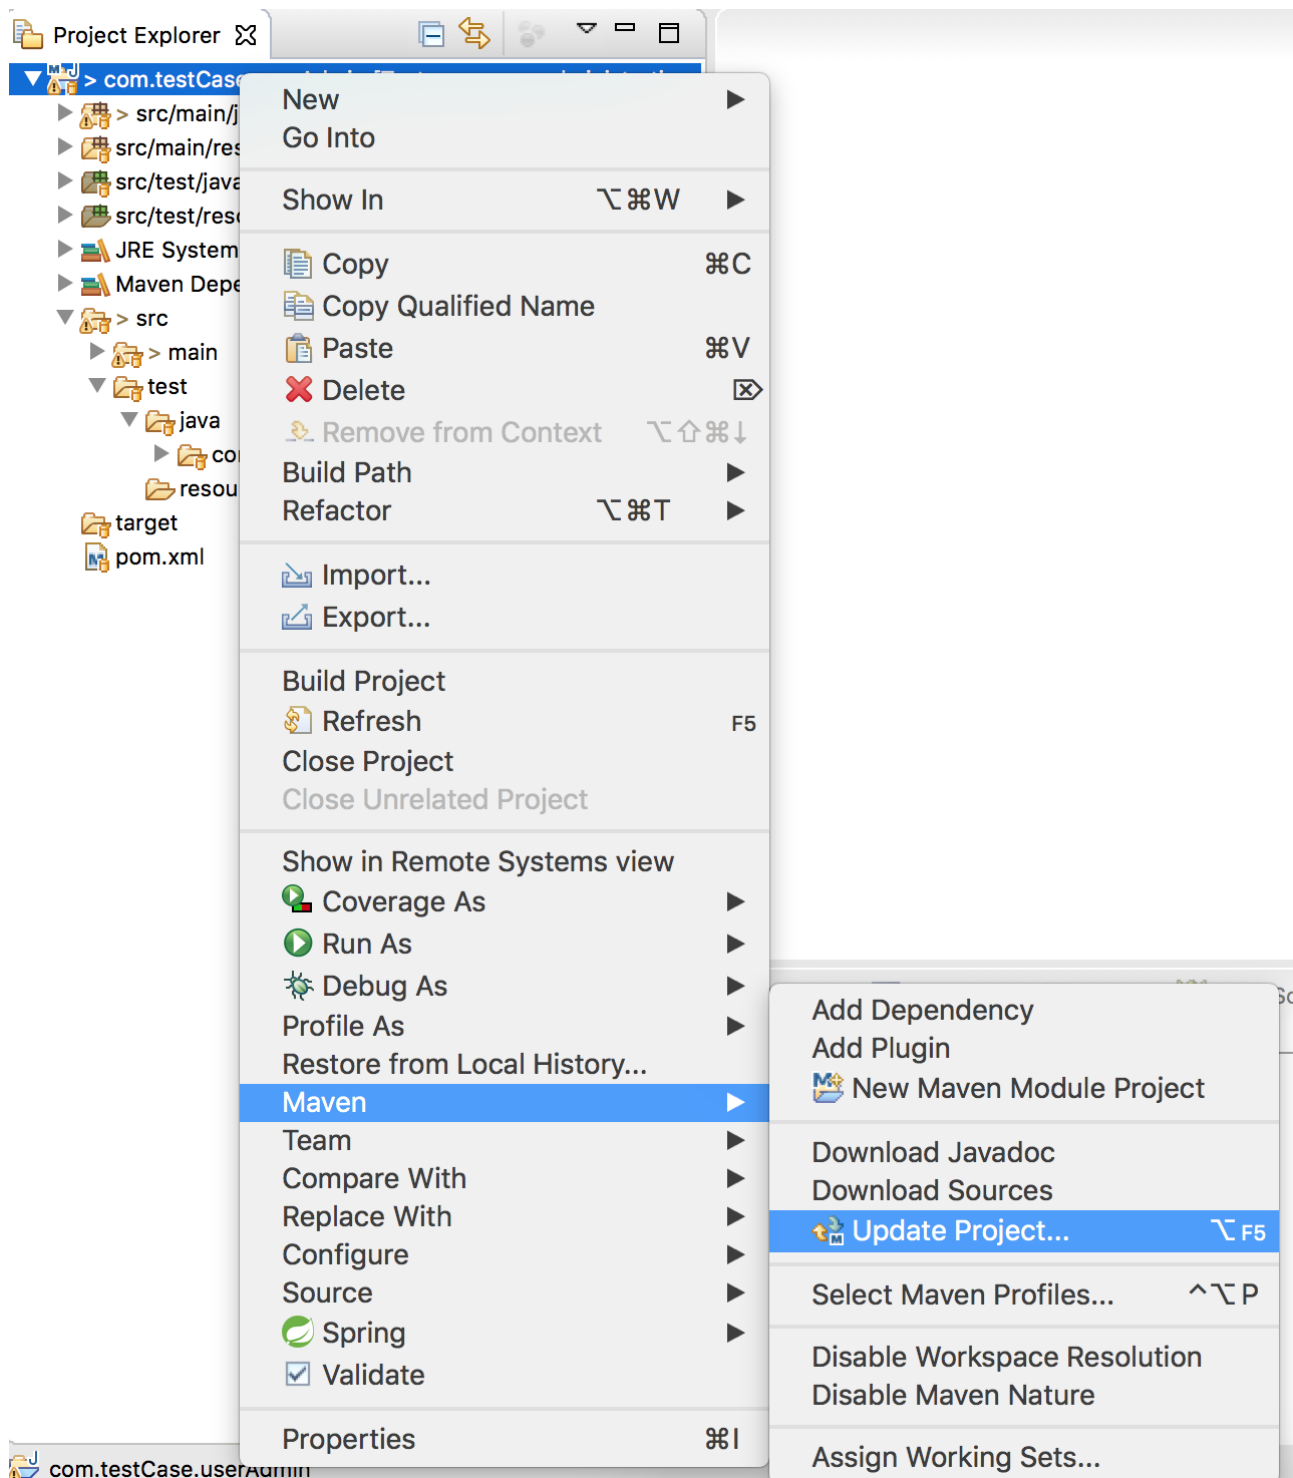 Project Explorer
> com.testCase
> src/main/j
src/main/res
src/test/java
src/test/reso
JRE System
Maven Depe
> src
> main
test
java
co
resou
target
pom.xml
New
Go Into
Show In ⌥⌘W
Copy ⌘C
Copy Qualified Name
Paste ⌘V
Delete ⌦
Remove from Context ⌥⇧⌘↓
Build Path
Refactor ⌥⌘T
Import...
Export...
Build Project
Refresh F5
Close Project
Close Unrelated Project
Show in Remote Systems view
Coverage As
Run As
Debug As
Profile As
Restore from Local History...
Maven
Team
Compare With
Replace With
Configure
Source
Spring
Validate
Properties ⌘I
Add Dependency
Add Plugin
New Maven Module Project
Download Javadoc
Download Sources
Update Project... ⌥F5
Select Maven Profiles... ^⌥P
Disable Workspace Resolution
Disable Maven Nature
Assign Working Sets...
com.testCase.userAdmin